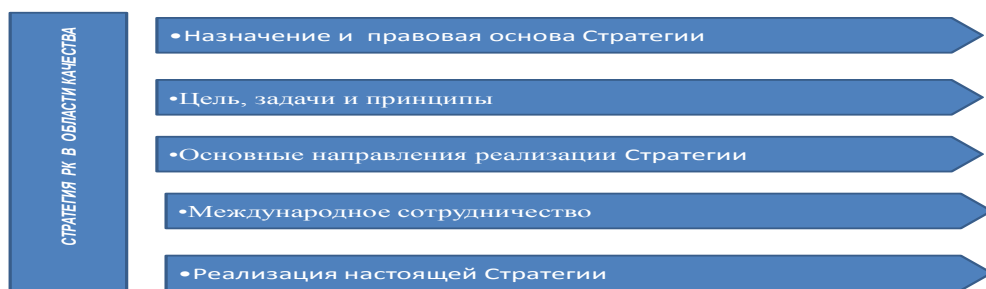 СТРАТЕГИЯ РК В ОБЛАСТИ КАЧЕСТВА
•Назначение и правовая основа Стратегии
•Цель, задачи и принципы
•Основные направления реализации Стратегии
•Международное сотрудничество
•Реализация настоящей Стратегии